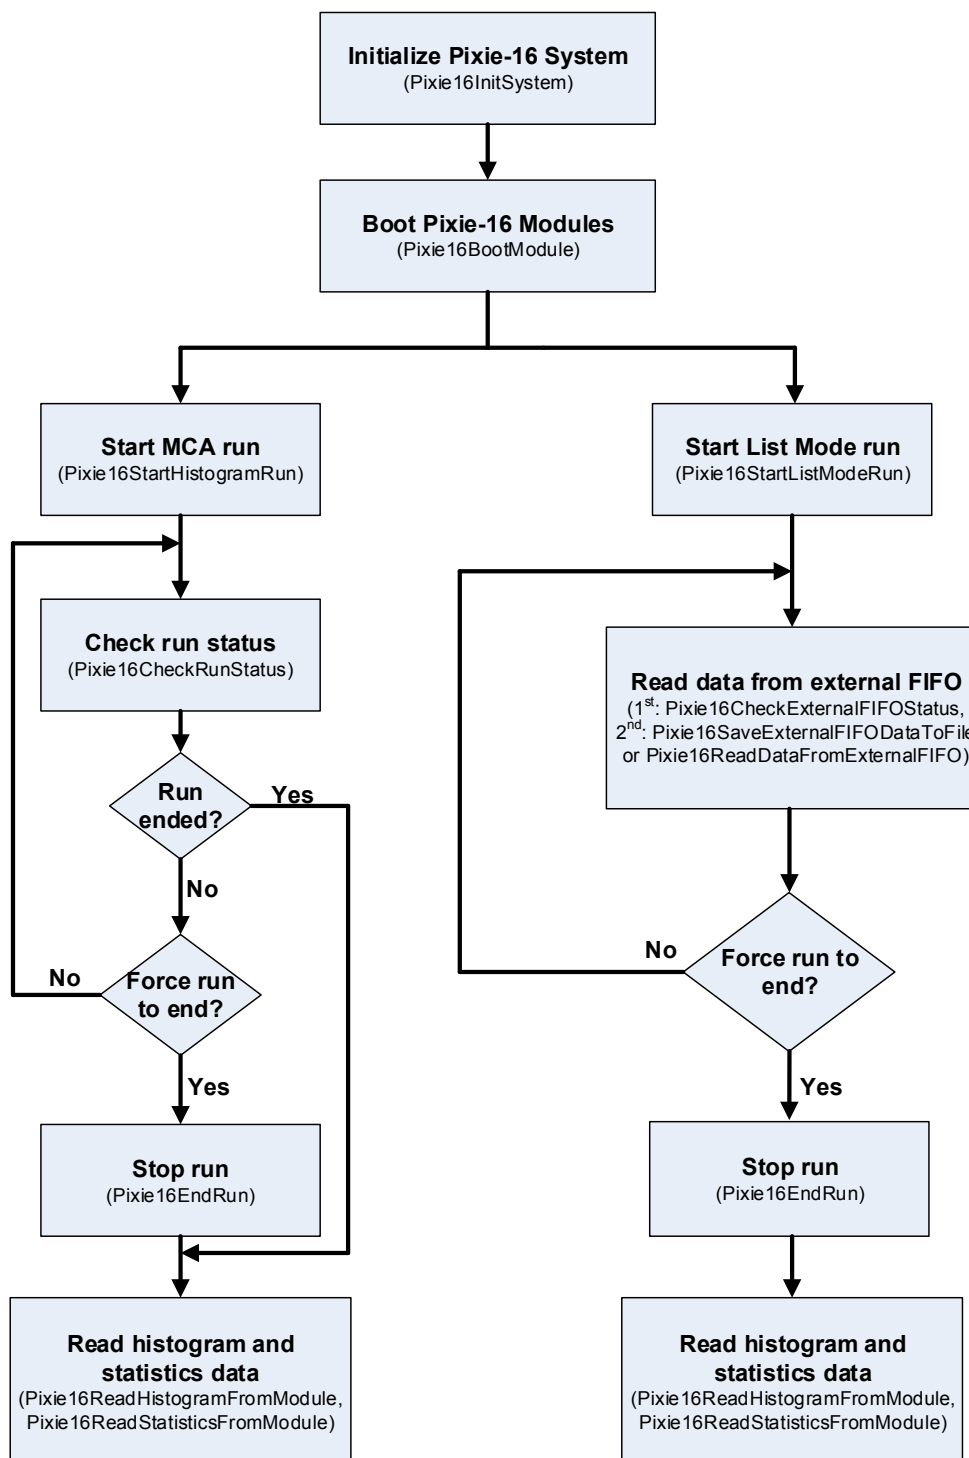 Initialize Pixie-16 System
(Pixie16InitSystem)
Boot Pixie-16 Modules
(Pixie16BootModule)
Start MCA run
(Pixie16StartHistogramRun)
Check run status
(Pixie16CheckRunStatus)
Run
ended?
Yes
No
Force run
to end?
No
Yes
Stop run
(Pixie16EndRun)
Read histogram and
statistics data
(Pixie16ReadHistogramFromModule,
Pixie16ReadStatisticsFromModule)
Start List Mode run
(Pixie16StartListModeRun)
Read data from external FIFO
(1st: Pixie16CheckExternalFIFOStatus,
2nd: Pixie16SaveExternalFIFODataToFile
or Pixie16ReadDataFromExternalFIFO)
Force run to
end?
No
Yes
Stop run
(Pixie16EndRun)
Read histogram and
statistics data
(Pixie16ReadHistogramFromModule,
Pixie16ReadStatisticsFromModule)